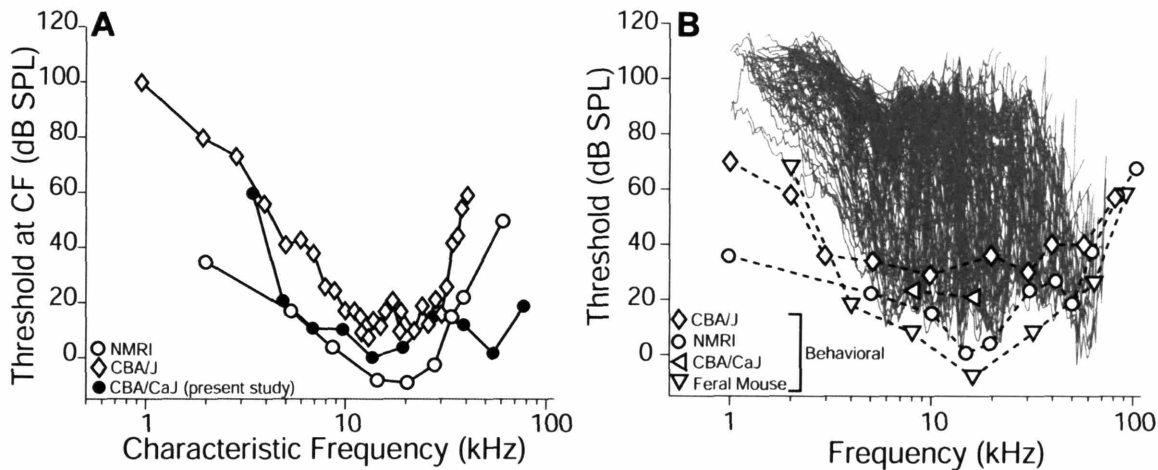 A
Threshold at CF (dB SPL)
120
100
80
60
40
20
0
NMRI
CBA/J
CBA/CaJ (present study)
1
10
100
Characteristic Frequency (kHz)
B
Threshold (dB SPL)
120
100
80
60
40
20
0
CBA/J
NMRI
CBA/CaJ
Feral Mouse
Behavioral
1
10
100
Frequency (kHz)